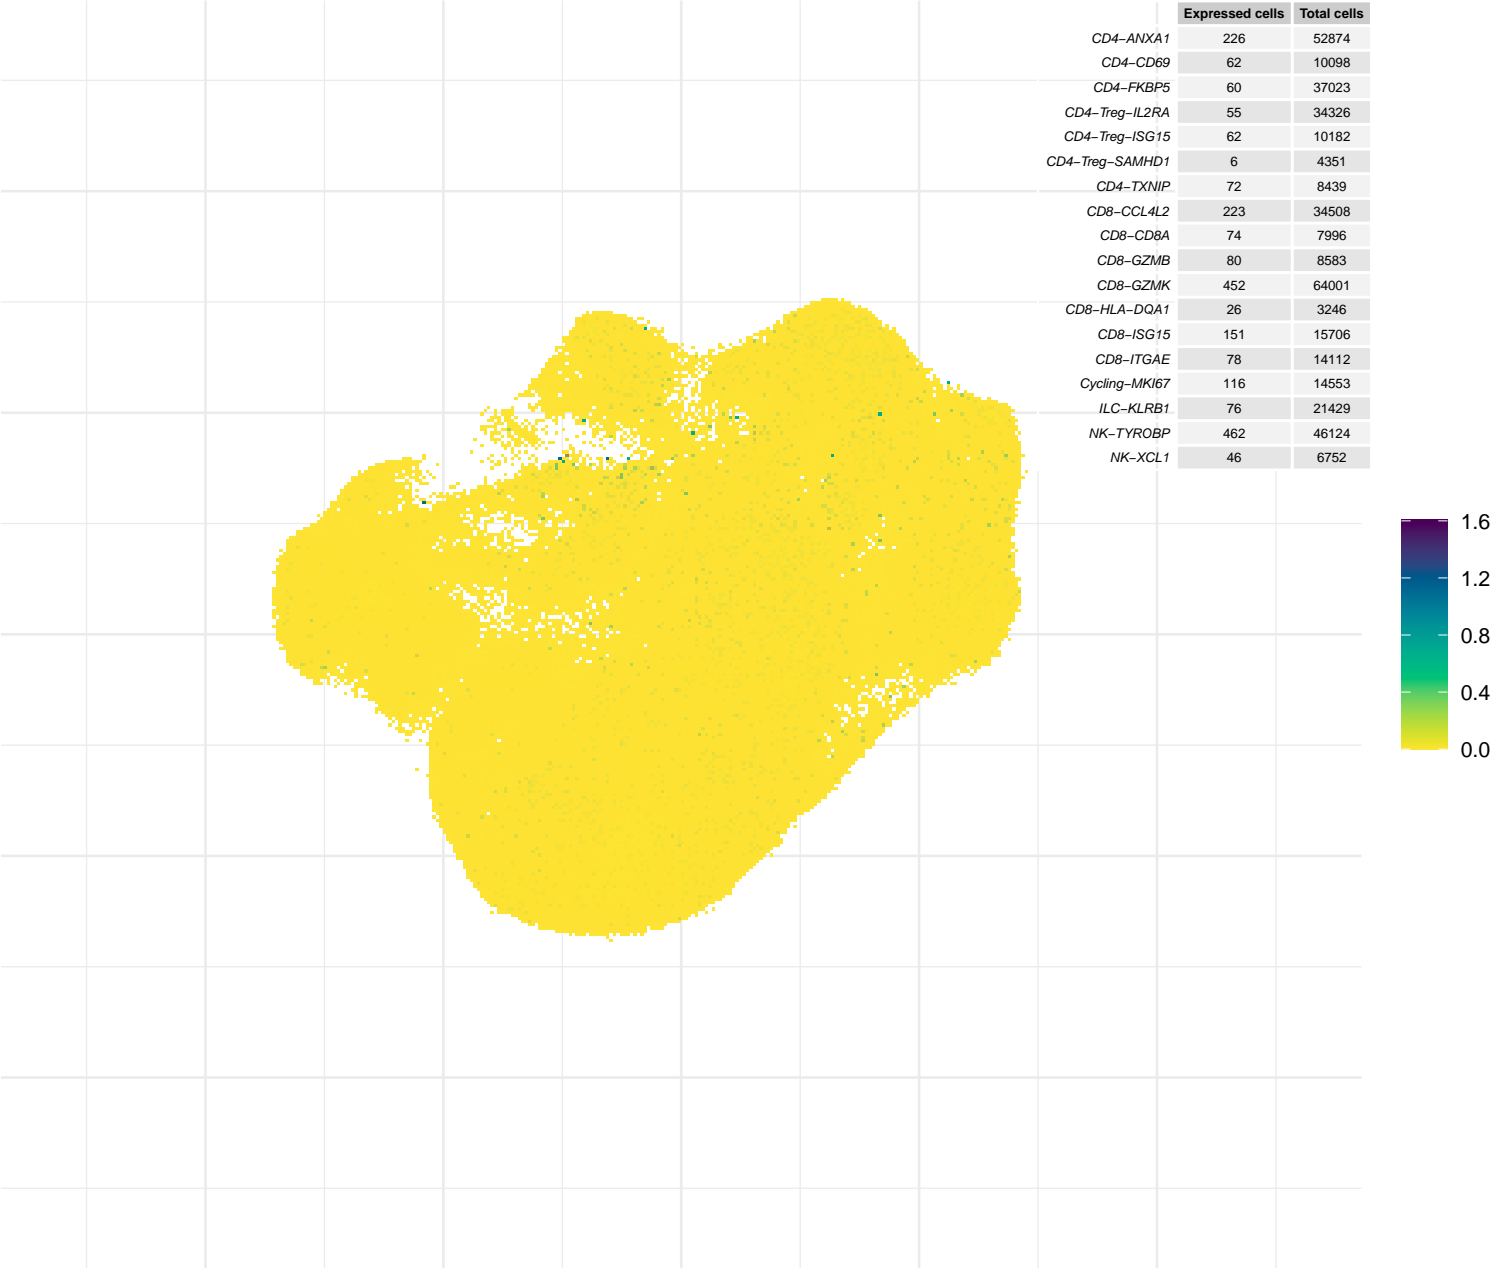 Expressed cells Total cells
CD4−ANXA1 226 52874
CD4−CD69 62 10098
CD4−FKBP5 60 37023
CD4−Treg−IL2RA 55 34326
CD4−Treg−ISG15 62 10182
CD4−Treg−SAMHD1 6 4351
CD4−TXNIP 72 8439
CD8−CCL4L2 223 34508
CD8−CD8A 74 7996
CD8−GZMB 80 8583
CD8−GZMK 452 64001
CD8−HLA−DQA1 26 3246
CD8−ISG15 151 15706
CD8−ITGAE 78 14112
Cycling−MKI67 116 14553
ILC−KLRB1 76 21429
NK−TYROBP 462 46124
NK−XCL1 46 6752
1.6
1.2
0.8
0.4
0.0